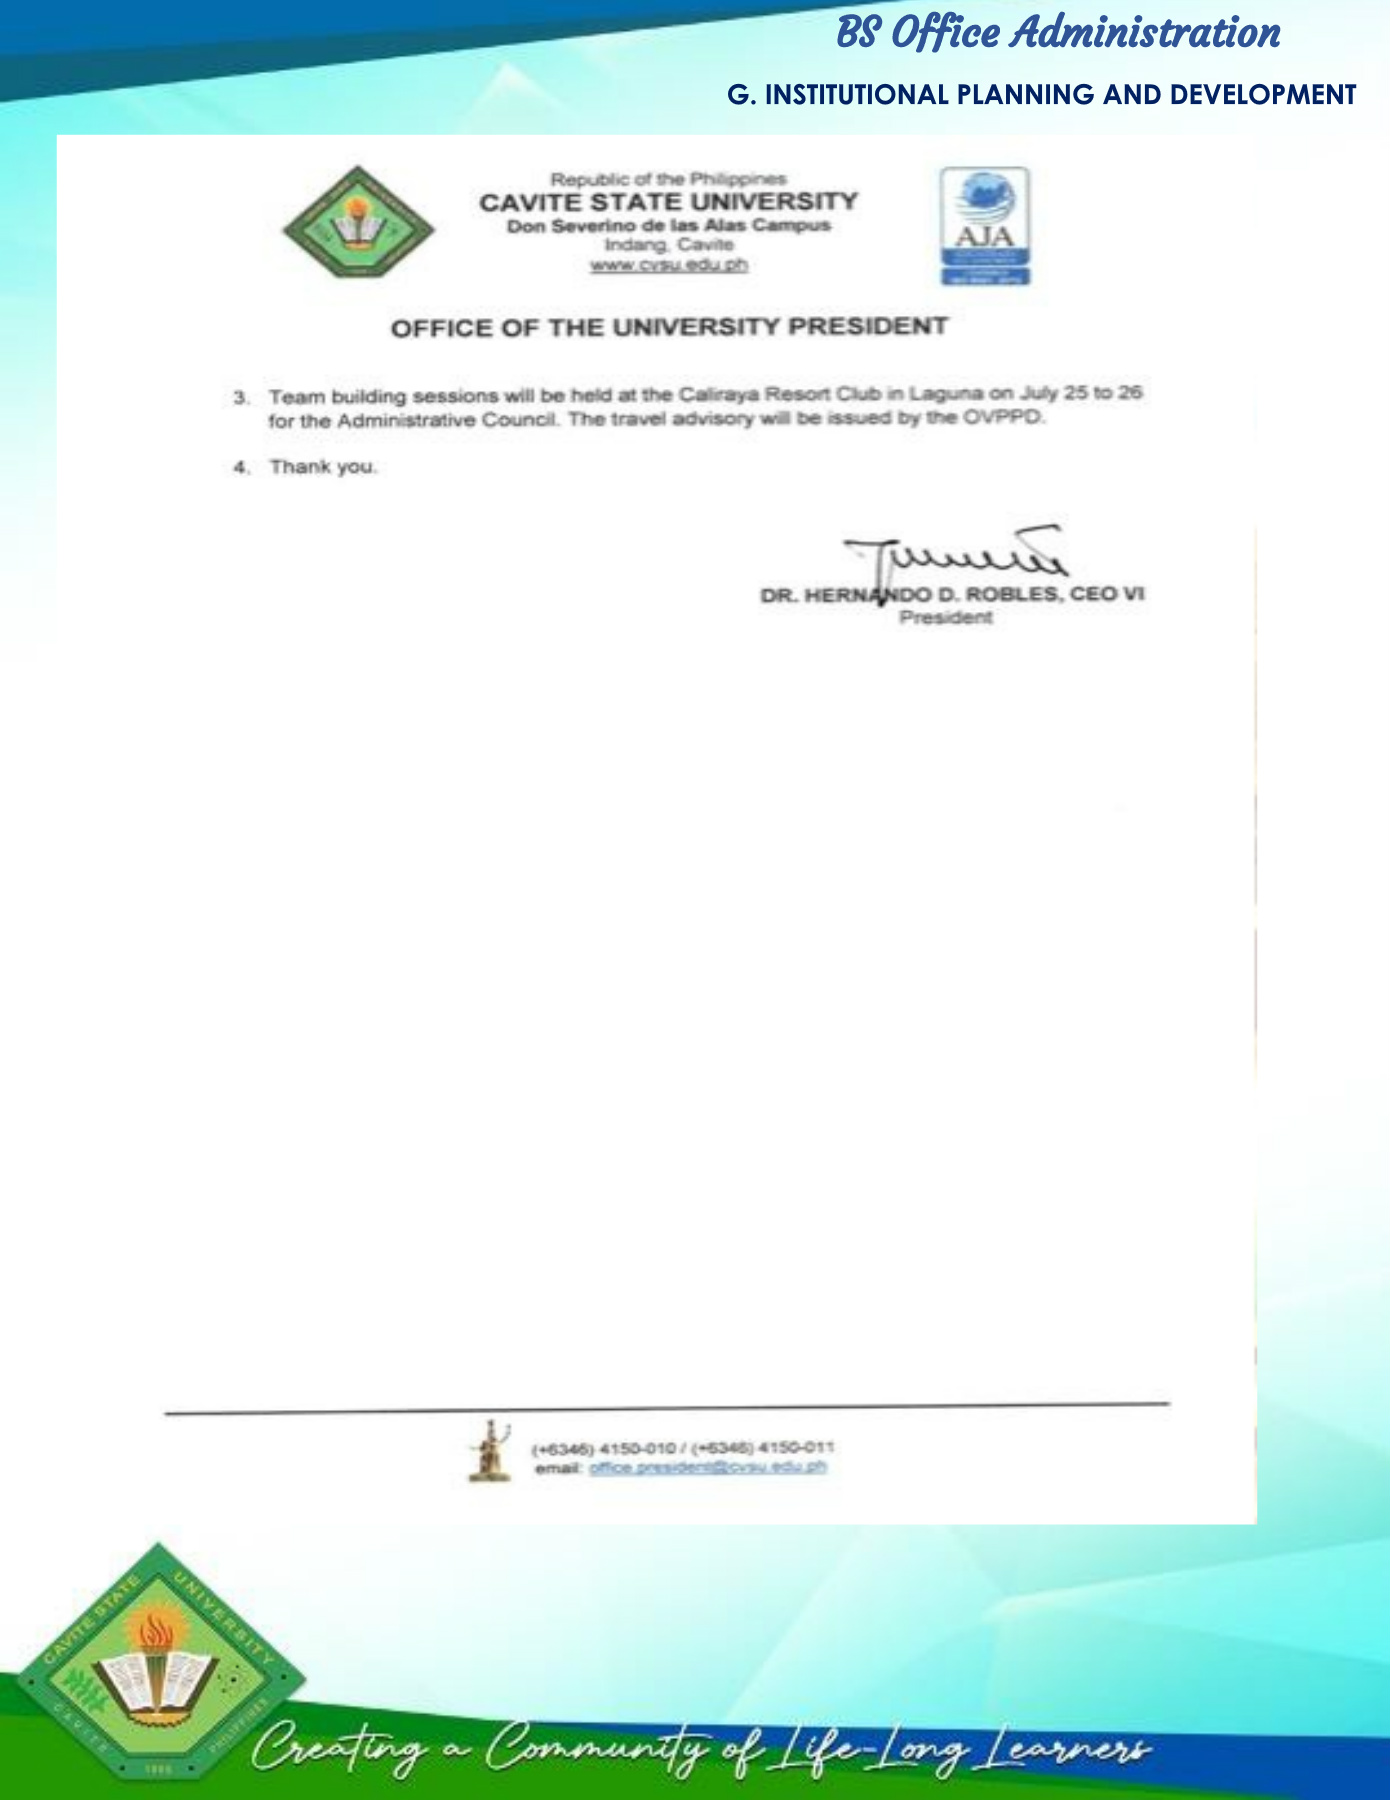 BS Office Administration
G. INSTITUTIONAL PLANNING AND DEVELOPMENT
Republic of the Philippines
CAVITE STATE UNIVERSITY
Don Severino de las Alas Campus
Indang, Cavite
www.cvsu.edu.ph
AJA
OFFICE OF THE UNIVERSITY PRESIDENT
3. Team building sessions will be held at the Caliraya Resort Club in Laguna on July 25 to 26
for the Administrative Council. The travel advisory will be issued by the OVPPD.
4. Thank you.
DR. HERNANDO D. ROBLES, CEO VI
President
(+6346) 4150-010 / (+6346) 4150-011
email: office.president@cvsu.edu.ph
CAVITE STATE UNIVERSITY
CAVITE PHILIPPINES
Creating a Community of Life-Long Learners